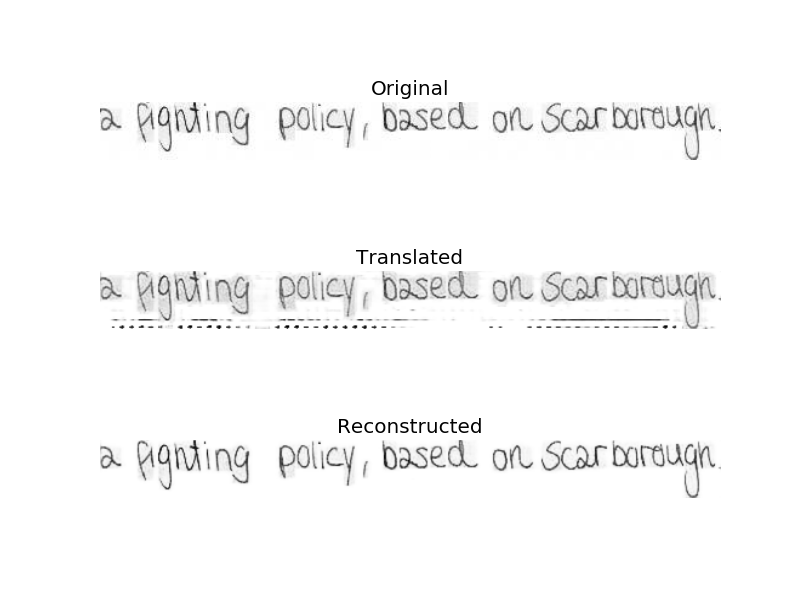 Original
a fighting policy, based on Scarborough.
Translated
a fighting policy, based on Scarborough.
Reconstructed
a fighting policy, based on Scarborough.